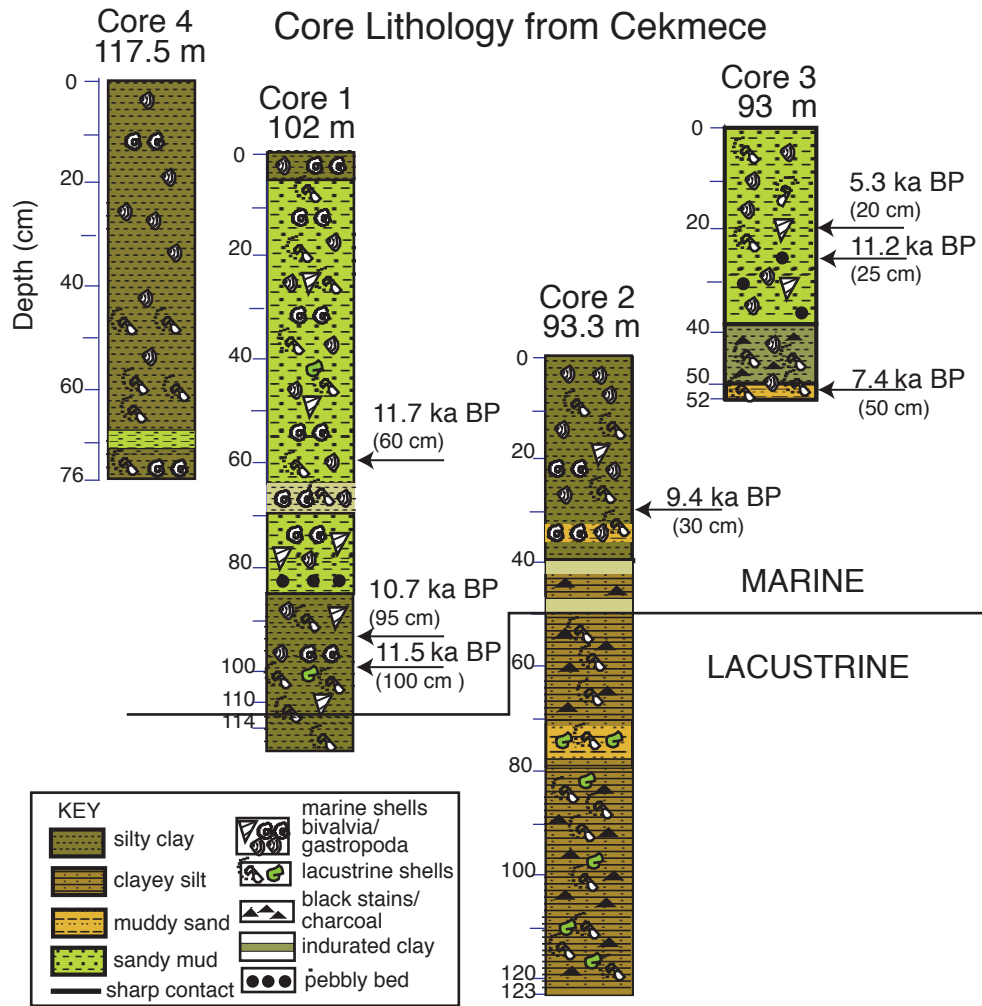 Core Lithology from Cekmece
Core 4
117.5 m
Depth (cm)
0
20
40
60
76
Core 1
102 m
0
20
40
60
80
100
110
114
11.7 ka BP
(60 cm)
10.7 ka BP
(95 cm)
11.5 ka BP
(100 cm )
Core 2
93.3 m
0
20
40
60
80
100
120
123
9.4 ka BP
(30 cm)
Core 3
93 m
0
20
40
50
52
5.3 ka BP
(20 cm)
11.2 ka BP
(25 cm)
7.4 ka BP
(50 cm)
MARINE
LACUSTRINE
KEY
silty clay
clayey silt
muddy sand
sandy mud
sharp contact
marine shells
bivalvia/
gastropoda
lacustrine shells
black stains/
charcoal
indurated clay
pebbly bed